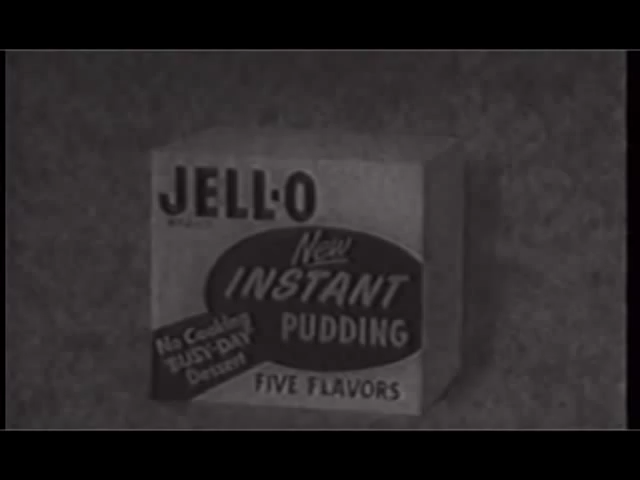 JELL-O
New
INSTANT
PUDDING
No Cooking
"BUSY-DAY"
Dessert
FIVE FLAVORS